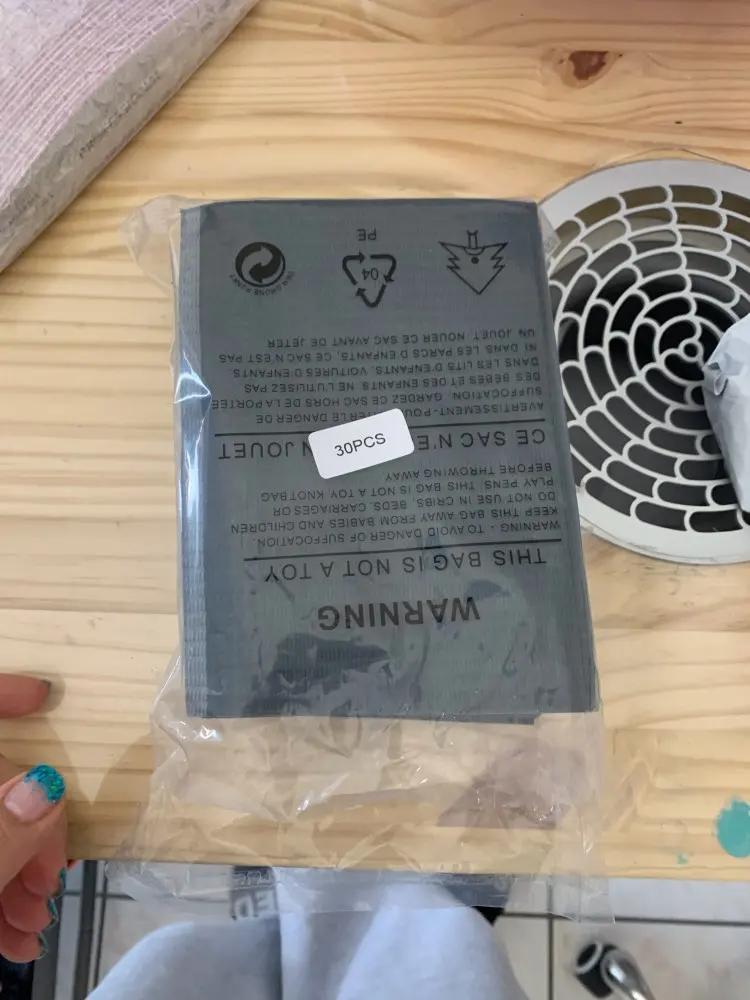 WARNING
THIS BAG IS NOT A TOY
WARNING - TO AVOID DANGER OF SUFFOCATION.
KEEP THIS BAG AWAY FROM BABIES AND CHILDREN
DO NOT USE IN CRIBS. BEDS. CARRIAGES OR
PLAY PENS. THIS BAG IS NOT A TOY. KNOT BAG
BEFORE THROWING AWAY
30PCS
CE SAC JOUET
LE DANGER DE
SUFFOCATION. GARDEZ CE SAC HORS DE LA PORTEE
DES BEBES ET DES ENFANTS. NE L'UTILISEZ PAS
DANS LES LITS D'ENFANTS. VOITURES D'ENFANTS.
NI DANS LES PARCS D'ENFANTS. CE SAC N'EST PAS
UN JOUET. NOUER CE SAC AVANT DE JETER
04
PE